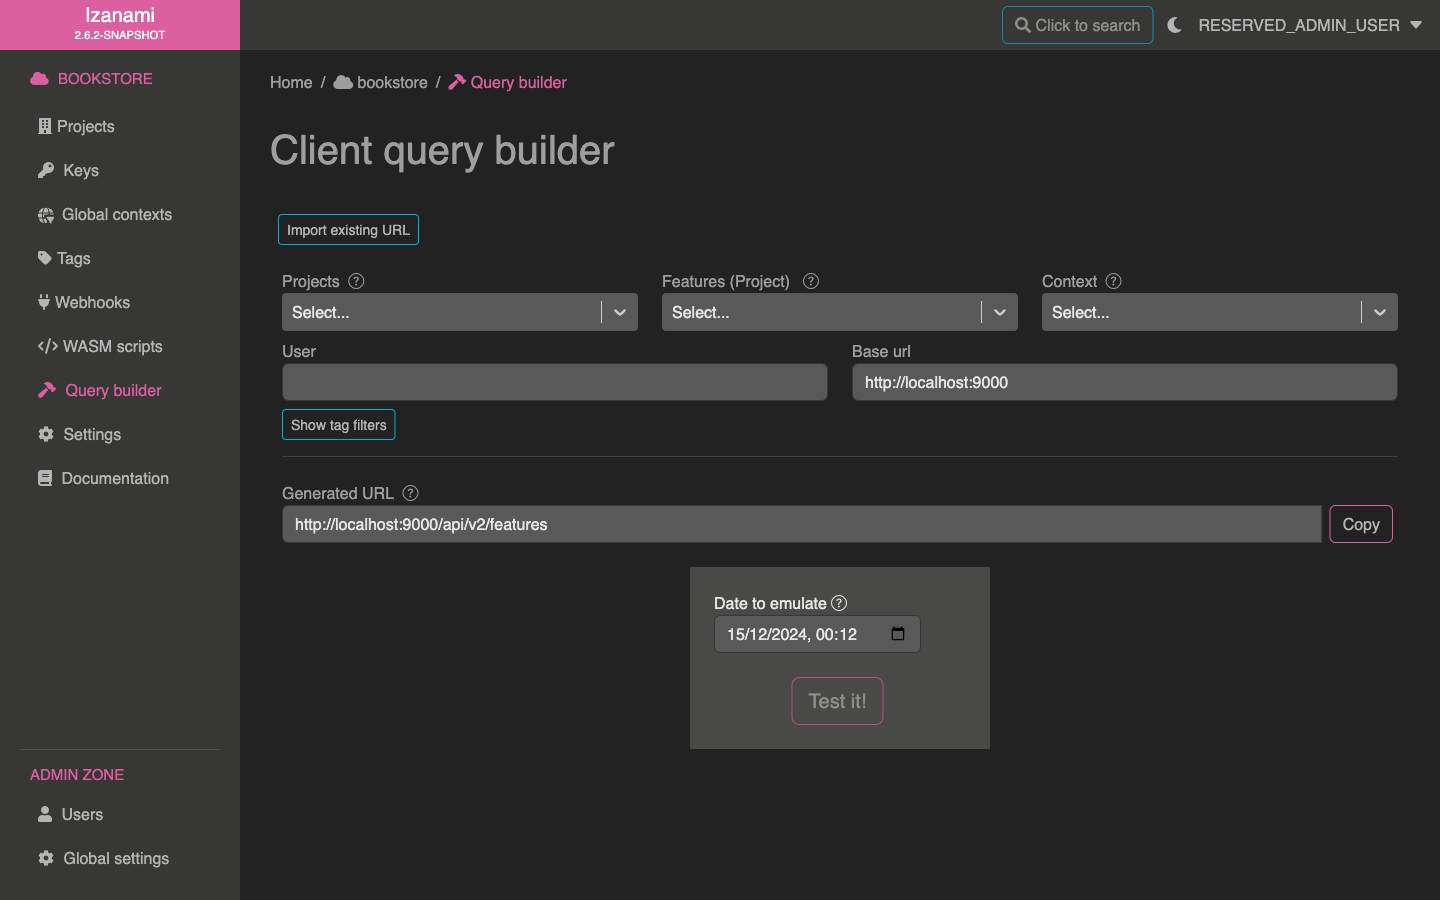 Izanami
2.6.2-SNAPSHOT
Click to search
RESERVED_ADMIN_USER
BOOKSTORE
Projects
Keys
Global contexts
Tags
Webhooks
WASM scripts
Query builder
Settings
Documentation
ADMIN ZONE
Users
Global settings
Home / bookstore / Query builder
Client query builder
Import existing URL
Projects ? Features (Project) ? Context ?
Select... Select... Select...
User Base url
http://localhost:9000
Show tag filters
Generated URL ?
http://localhost:9000/api/v2/features Copy
Date to emulate ?
15/12/2024, 00:12
Test it!